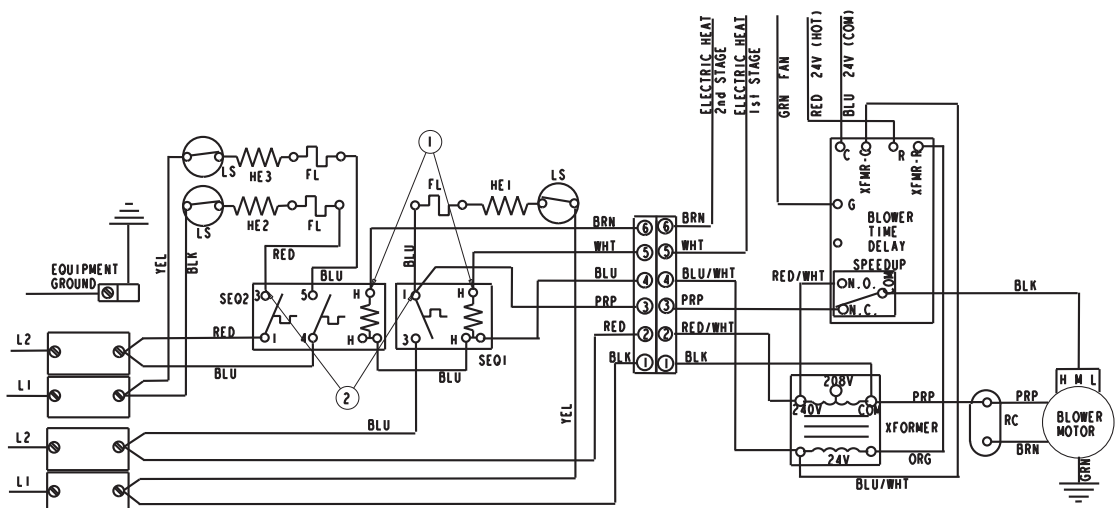 ELECTRIC HEAT
2nd STAGE
ELECTRIC HEAT
1st STAGE
GRN FAN
RED 24V (HOT)
BLU 24V (COM)
1
LS
HE3
FL
LS
HE2
FL
FL
HE1
LS
C
XFMR-C
R
XFMR-R
G
BLOWER
TIME
DELAY
SPEEDUP
N.O.
COM
N.C.
RED/WHT
BLK
YEL
BLK
RED
BLU
BLU
EQUIPMENT
GROUND
SEQ2
3
5
H
1
4
H
1
H
3
H
SEQ1
BLU
2
BRN
6
6
BRN
WHT
5
5
WHT
BLU
4
4
BLU/WHT
PRP
3
3
PRP
RED
2
2
RED/WHT
BLK
1
1
BLK
L2
RED
BLU
L1
L2
BLU
L1
YEL
208V
240V
COM
XFORMER
24V
PRP
ORG
BLU/WHT
RC
PRP
BRN
H M L
BLOWER
MOTOR
GRN